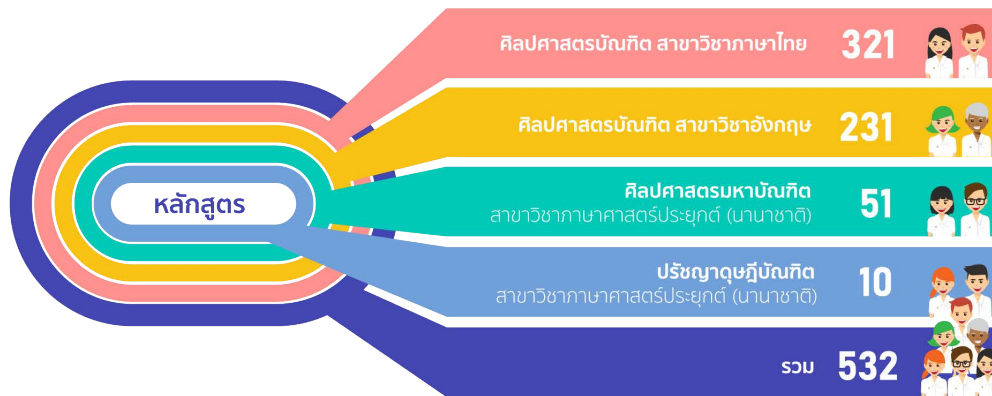 ศิลปศาสตรบัณฑิต สาขาวิชาภาษาไทย 321
ศิลปศาสตรบัณฑิต สาขาวิชาอังกฤษ 231
หลักสูตร
ศิลปศาสตรมหาบัณฑิต
สาขาวิชาภาษาศาสตร์ประยุกต์ (นานาชาติ) 51
ปรัชญาดุษฎีบัณฑิต
สาขาวิชาภาษาศาสตร์ประยุกต์ (นานาชาติ) 10
รวม 532